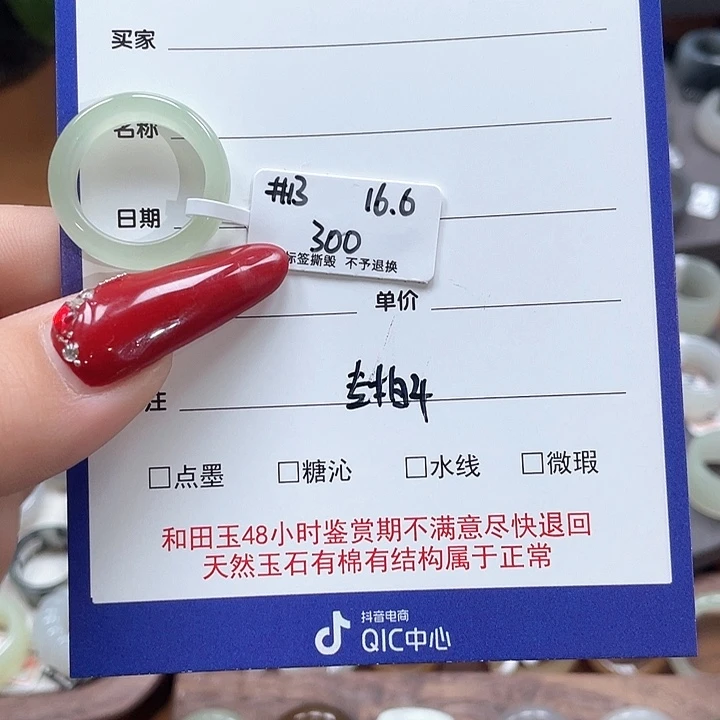 买家
名称
日期
#13 16.6
300
标签撕毁 不予退换
单价
注
□点墨 □糖沁 □水线 □微瑕
和田玉48小时鉴赏期不满意尽快退回
天然玉石有棉有结构属于正常
抖音电商
QIC中心